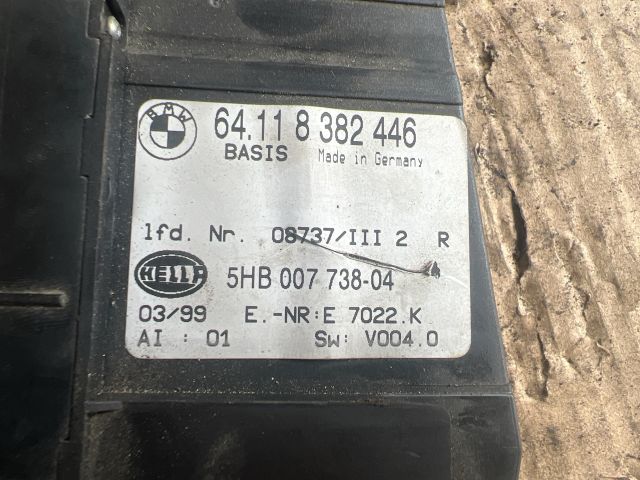 BMW
64.11 8 382 446
BASIS Made in Germany
lfd. Nr. 08737/III 2 R
HELLA 5HB 007 738-04
03/99 E.-NR:E 7022.K
AI : 01 Sw: V004.0